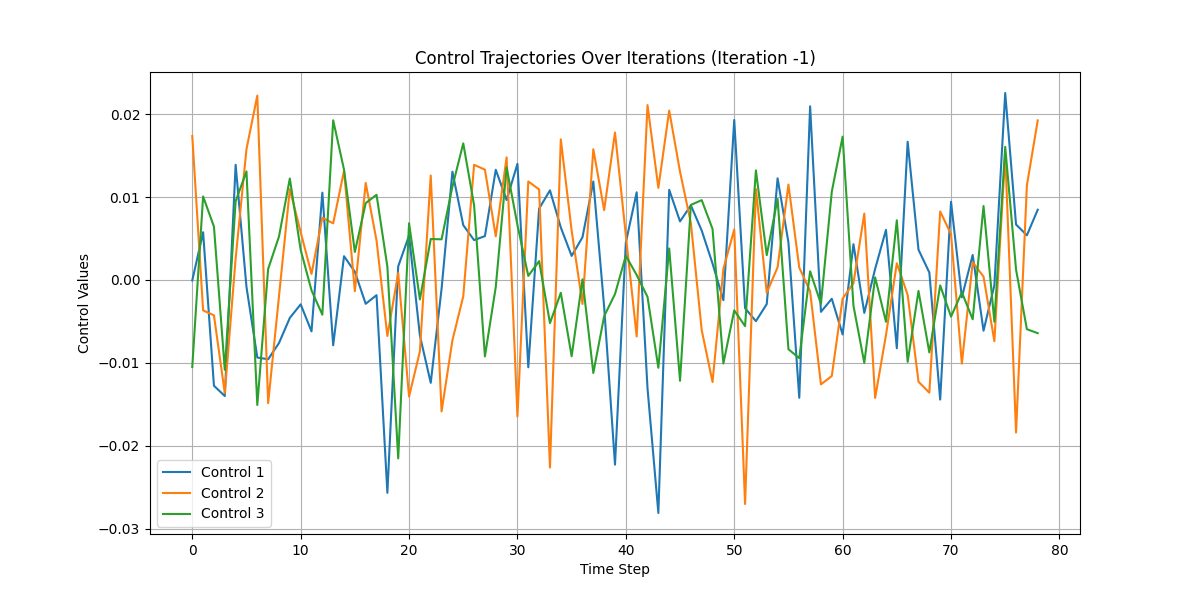 Control Trajectories Over Iterations (Iteration -1)
Control Values
0.02
0.01
0.00
−0.01
−0.02
−0.03
Control 1
Control 2
Control 3
0 10 20 30 40 50 60 70 80
Time Step